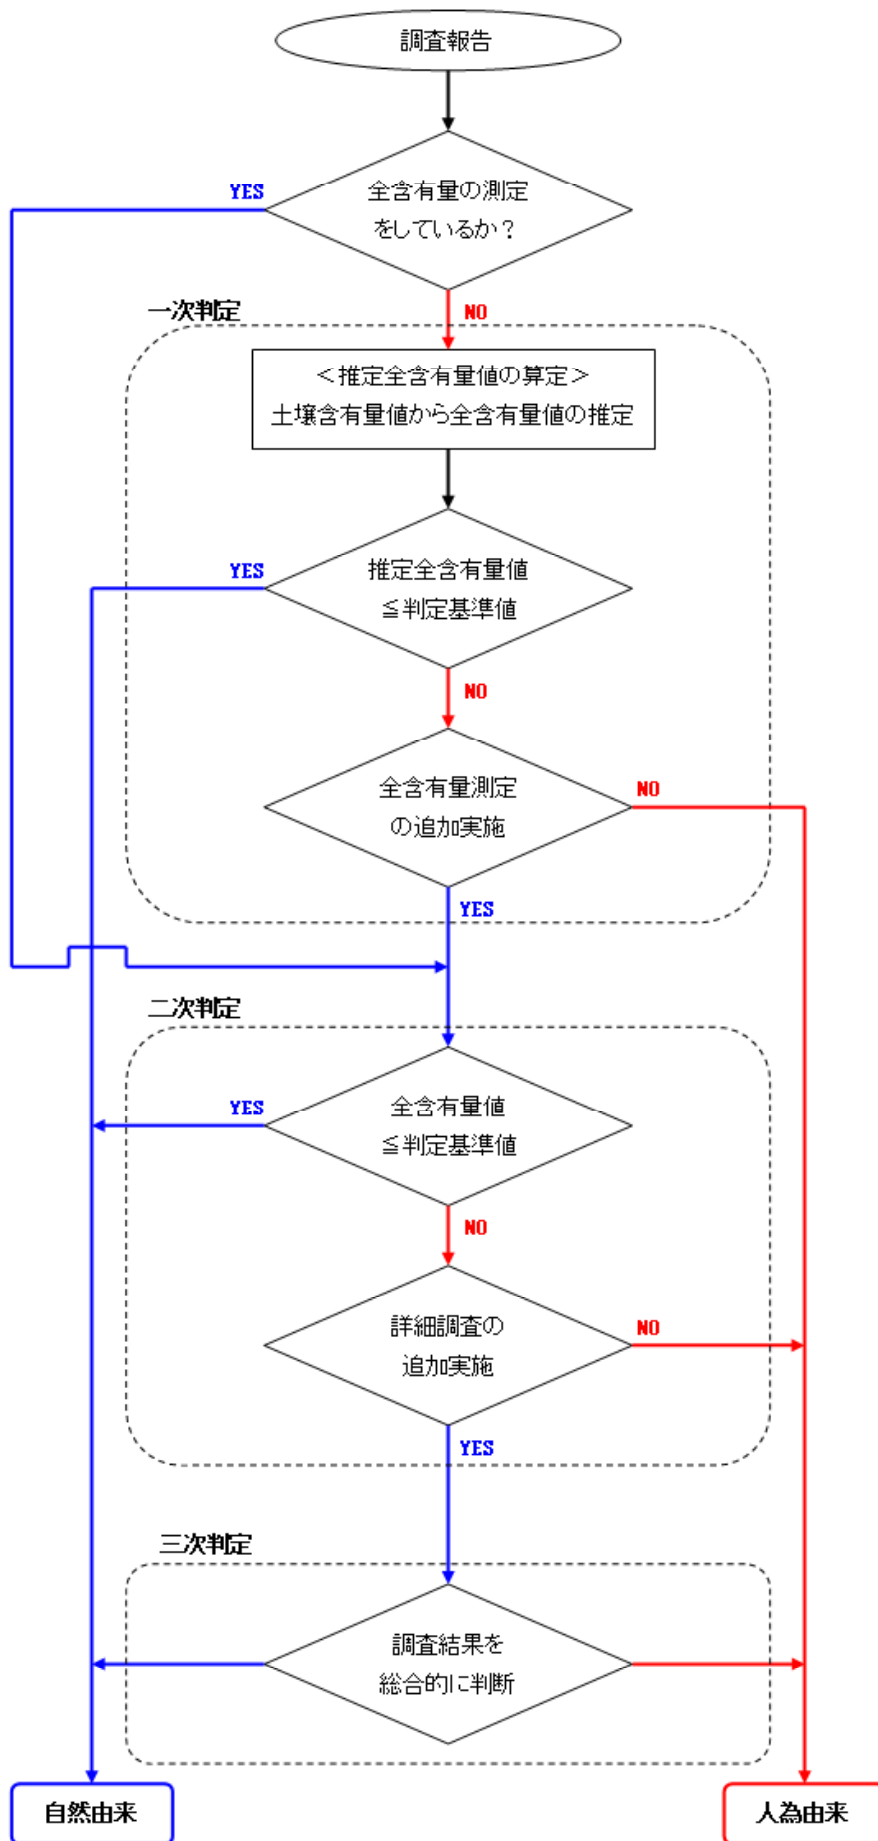 調査報告
全含有量の測定
をしているか？
YES
NO
一次判定
＜推定全含有量値の算定＞
土壌含有量値から全含有量値の推定
推定全含有量値
≦判定基準値
YES
NO
全含有量測定
の追加実施
NO
YES
二次判定
全含有量値
≦判定基準値
YES
NO
詳細調査の
追加実施
NO
YES
三次判定
調査結果を
総合的に判断
自然由来
人為由来